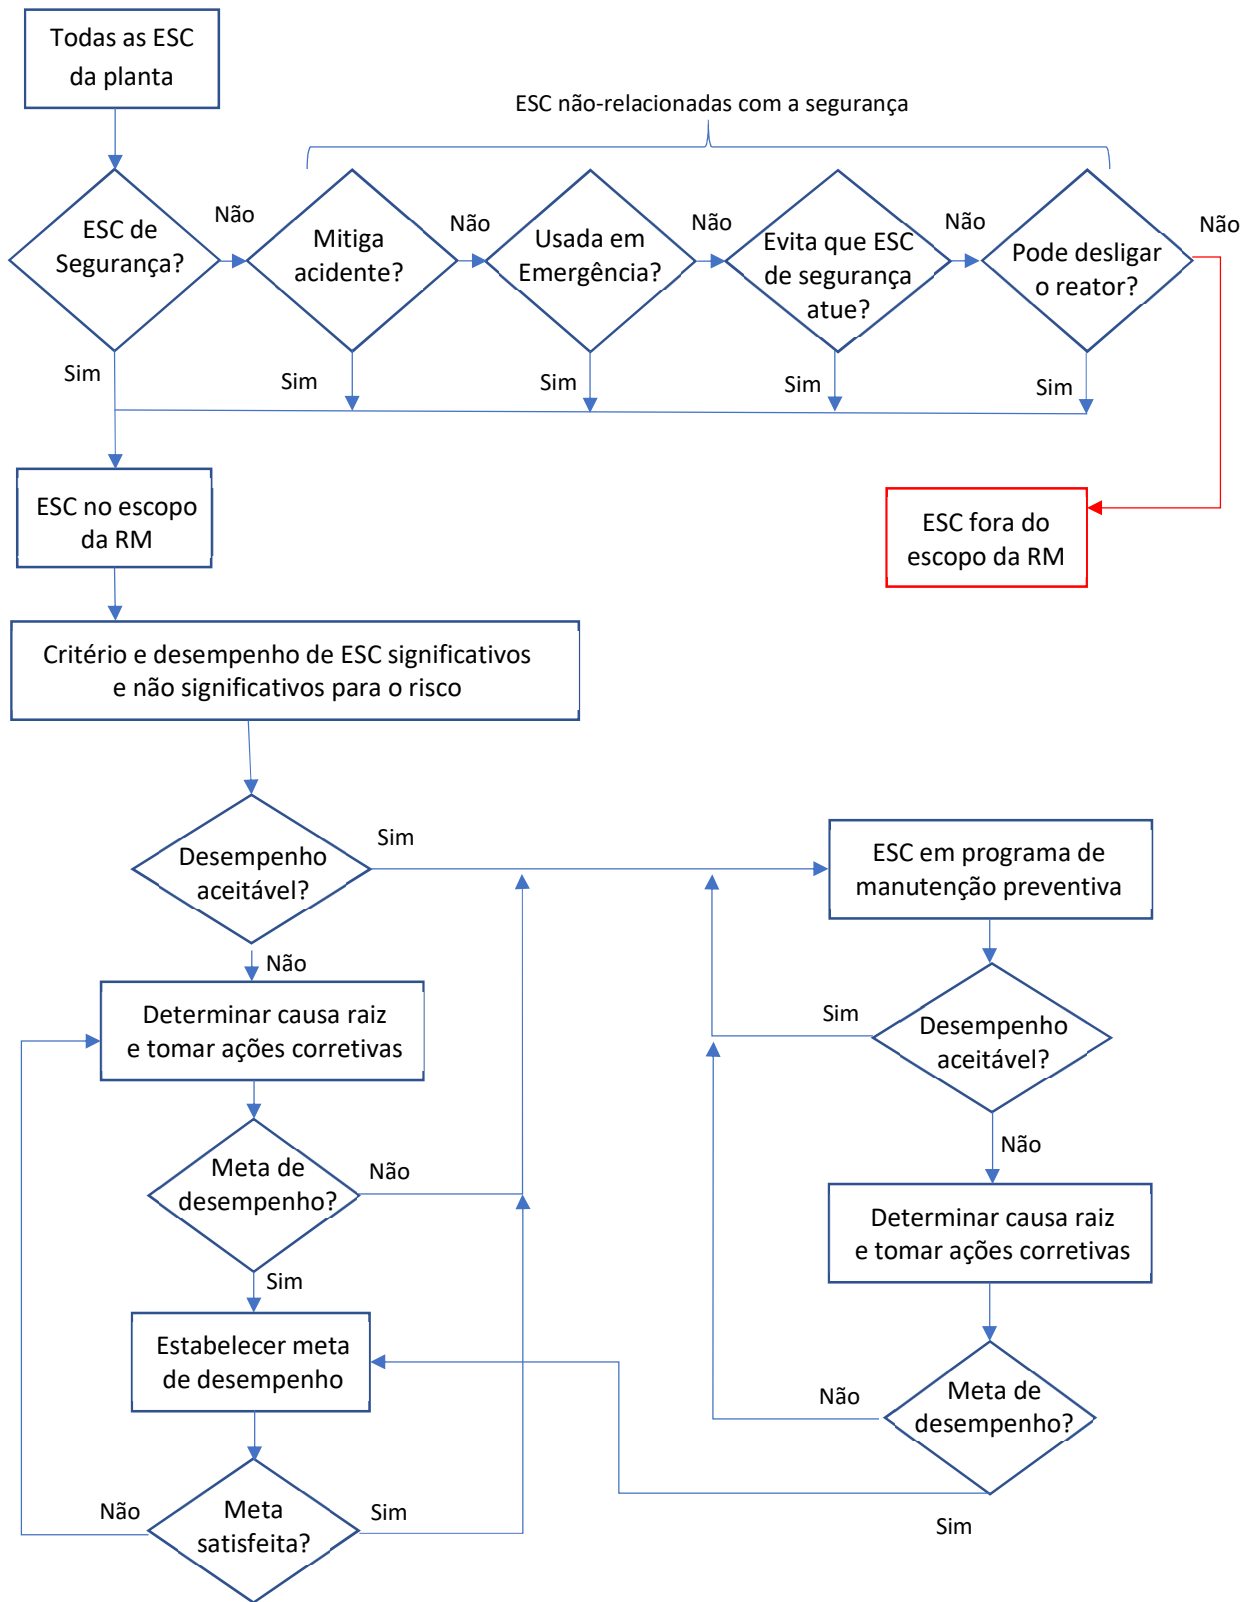 Todas as ESC
da planta
ESC não-relacionadas com a segurança
ESC de
Segurança?
Não
Mitiga
acidente?
Não
Usada em
Emergência?
Não
Evita que ESC
de segurança
atue?
Não
Pode desligar
o reator?
Não
Sim
Sim
Sim
Sim
Sim
ESC no escopo
da RM
ESC fora do
escopo da RM
Critério e desempenho de ESC significativos
e não significativos para o risco
Desempenho
aceitável?
Sim
ESC em programa de
manutenção preventiva
Não
Determinar causa raiz
e tomar ações corretivas
Sim
Desempenho
aceitável?
Não
Meta de
desempenho?
Não
Determinar causa raiz
e tomar ações corretivas
Sim
Estabelecer meta
de desempenho
Não
Meta de
desempenho?
Sim
Não
Meta
satisfeita?
Sim